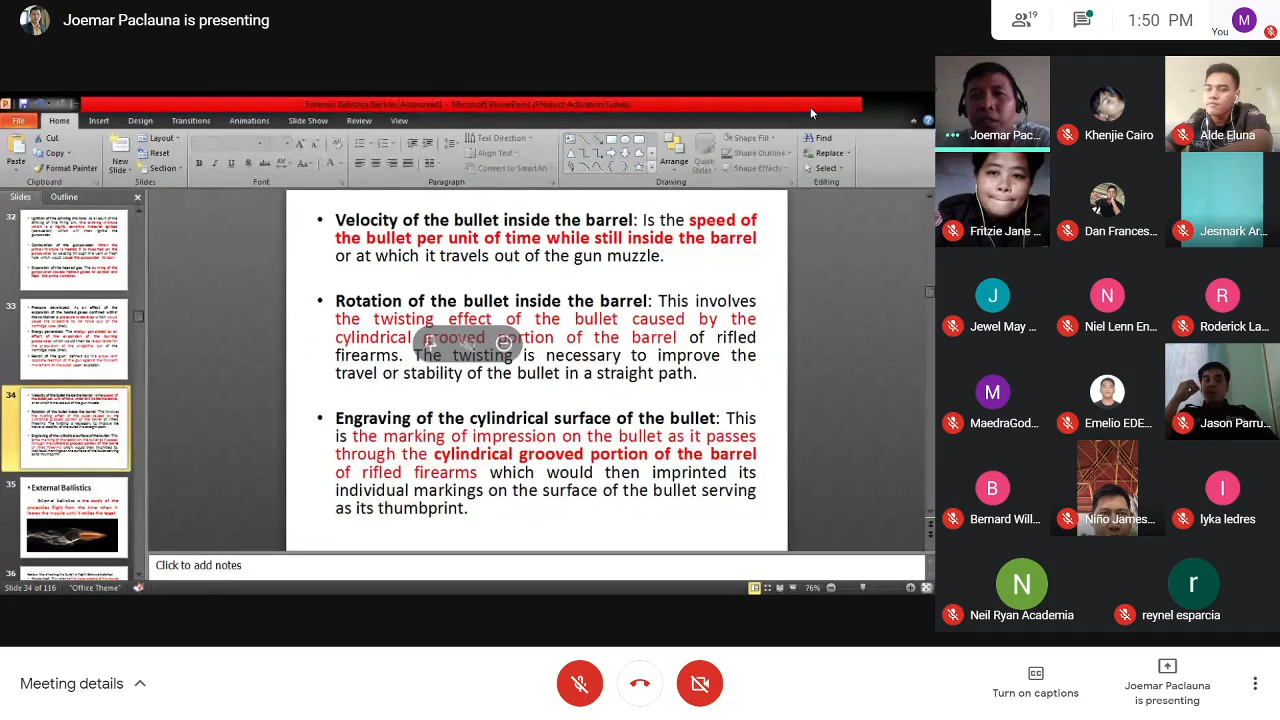 Joemar Paclauna is presenting
19
1:50 PM
You
M
Forensic Ballistics Review [Autosaved] - Microsoft PowerPoint (Product Activation Failed)
File Home Insert Design Transitions Animations Slide Show Review View
Paste
Cut
Copy
Format Painter
Clipboard
New Slide
Layout
Reset
Section
Slides
Font
Text Direction
Align Text
Convert to SmartArt
Paragraph
Arrange
Quick Styles
Shape Fill
Shape Outline
Shape Effects
Drawing
Find
Replace
Select
Editing
Slides Outline
32
33
34
35
External Ballistics
36
• Velocity of the bullet inside the barrel: Is the speed of
the bullet per unit of time while still inside the barrel
or at which it travels out of the gun muzzle.
• Rotation of the bullet inside the barrel: This involves
the twisting effect of the bullet caused by the
cylindrical grooved portion of the barrel of rifled
firearms. The twisting is necessary to improve the
travel or stability of the bullet in a straight path.
• Engraving of the cylindrical surface of the bullet: This
is the marking of impression on the bullet as it passes
through the cylindrical grooved portion of the barrel
of rifled firearms which would then imprinted its
individual markings on the surface of the bullet serving
as its thumbprint.
Click to add notes
Slide 34 of 116 "Office Theme"
76%
Joemar Pac...
Khenjie Cairo
Alde Eluna
Fritzie Jane ...
Dan Frances...
Jesmark Ar...
J
Jewel May ...
N
Niel Lenn En...
R
Roderick La...
M
MaedraGod...
Emelio EDE...
Jason Parru...
B
Bernard Will...
Niño James...
I
lyka ledres
N
Neil Ryan Academia
r
reynel esparcia
Meeting details
Turn on captions
Joemar Paclauna
is presenting